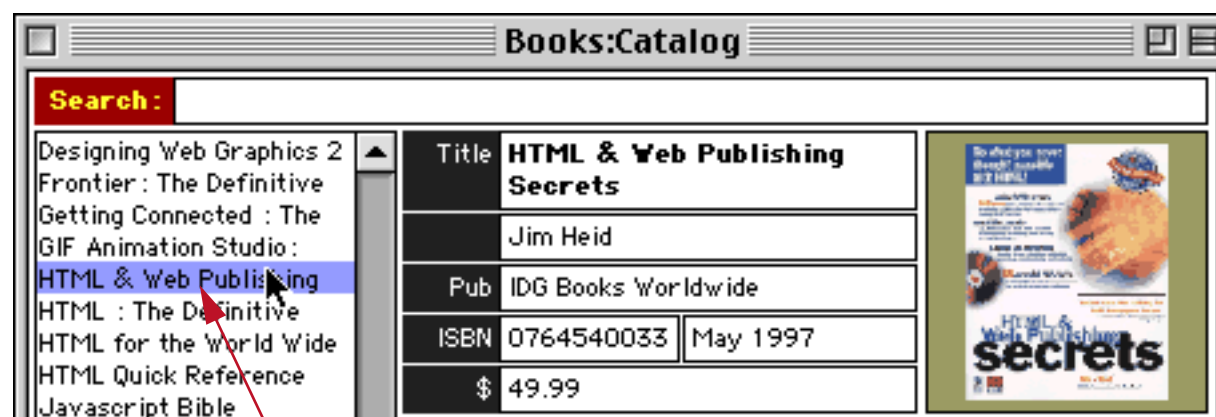 Books:Catalog
Search:
Designing Web Graphics 2
Frontier: The Definitive
Getting Connected : The
GIF Animation Studio:
HTML & Web Publishing
HTML : The Definitive
HTML for the World Wide
HTML Quick Reference
Javascript Bible
Title HTML & Web Publishing
Secrets
Jim Heid
Pub IDG Books Worldwide
ISBN 0764540033 May 1997
$ 49.99
HTML &
Web Publishing
secrets